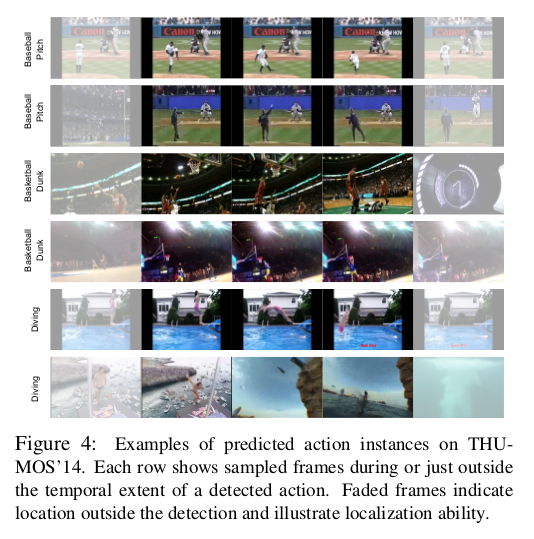 Baseball
Pitch
Canon
Canon
Canon
Canon
Canon
Baseball
Pitch
Basketball
Dunk
Basketball
Dunk
Diving
Diving
Figure 4: Examples of predicted action instances on THU-
MOS'14. Each row shows sampled frames during or just outside
the temporal extent of a detected action. Faded frames indicate
location outside the detection and illustrate localization ability.